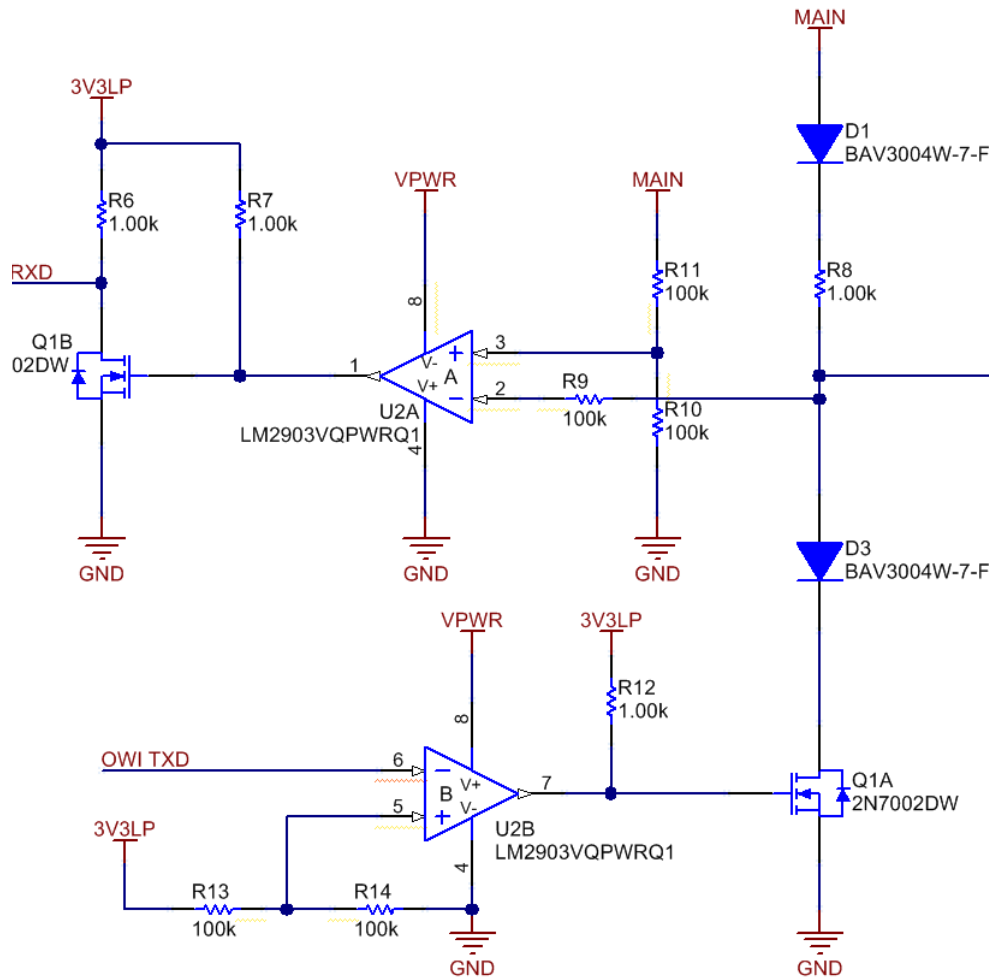 MAIN
D1
BAV3004W-7-F
3V3LP
R6
1.00k
R7
1.00k
VPWR
MAIN
R11
100k
R8
1.00k
RXD
8
Q1B
02DW
1
V-
V+
+
A
-
3
2
R9
100k
R10
100k
U2A
LM2903VQPWRQ1
4
GND
GND
GND
D3
BAV3004W-7-F
VPWR
3V3LP
R12
1.00k
8
OWI TXD
6
-
V+
B
V-
7
5
+
Q1A
2N7002DW
3V3LP
U2B
LM2903VQPWRQ1
4
R13
100k
R14
100k
GND
GND